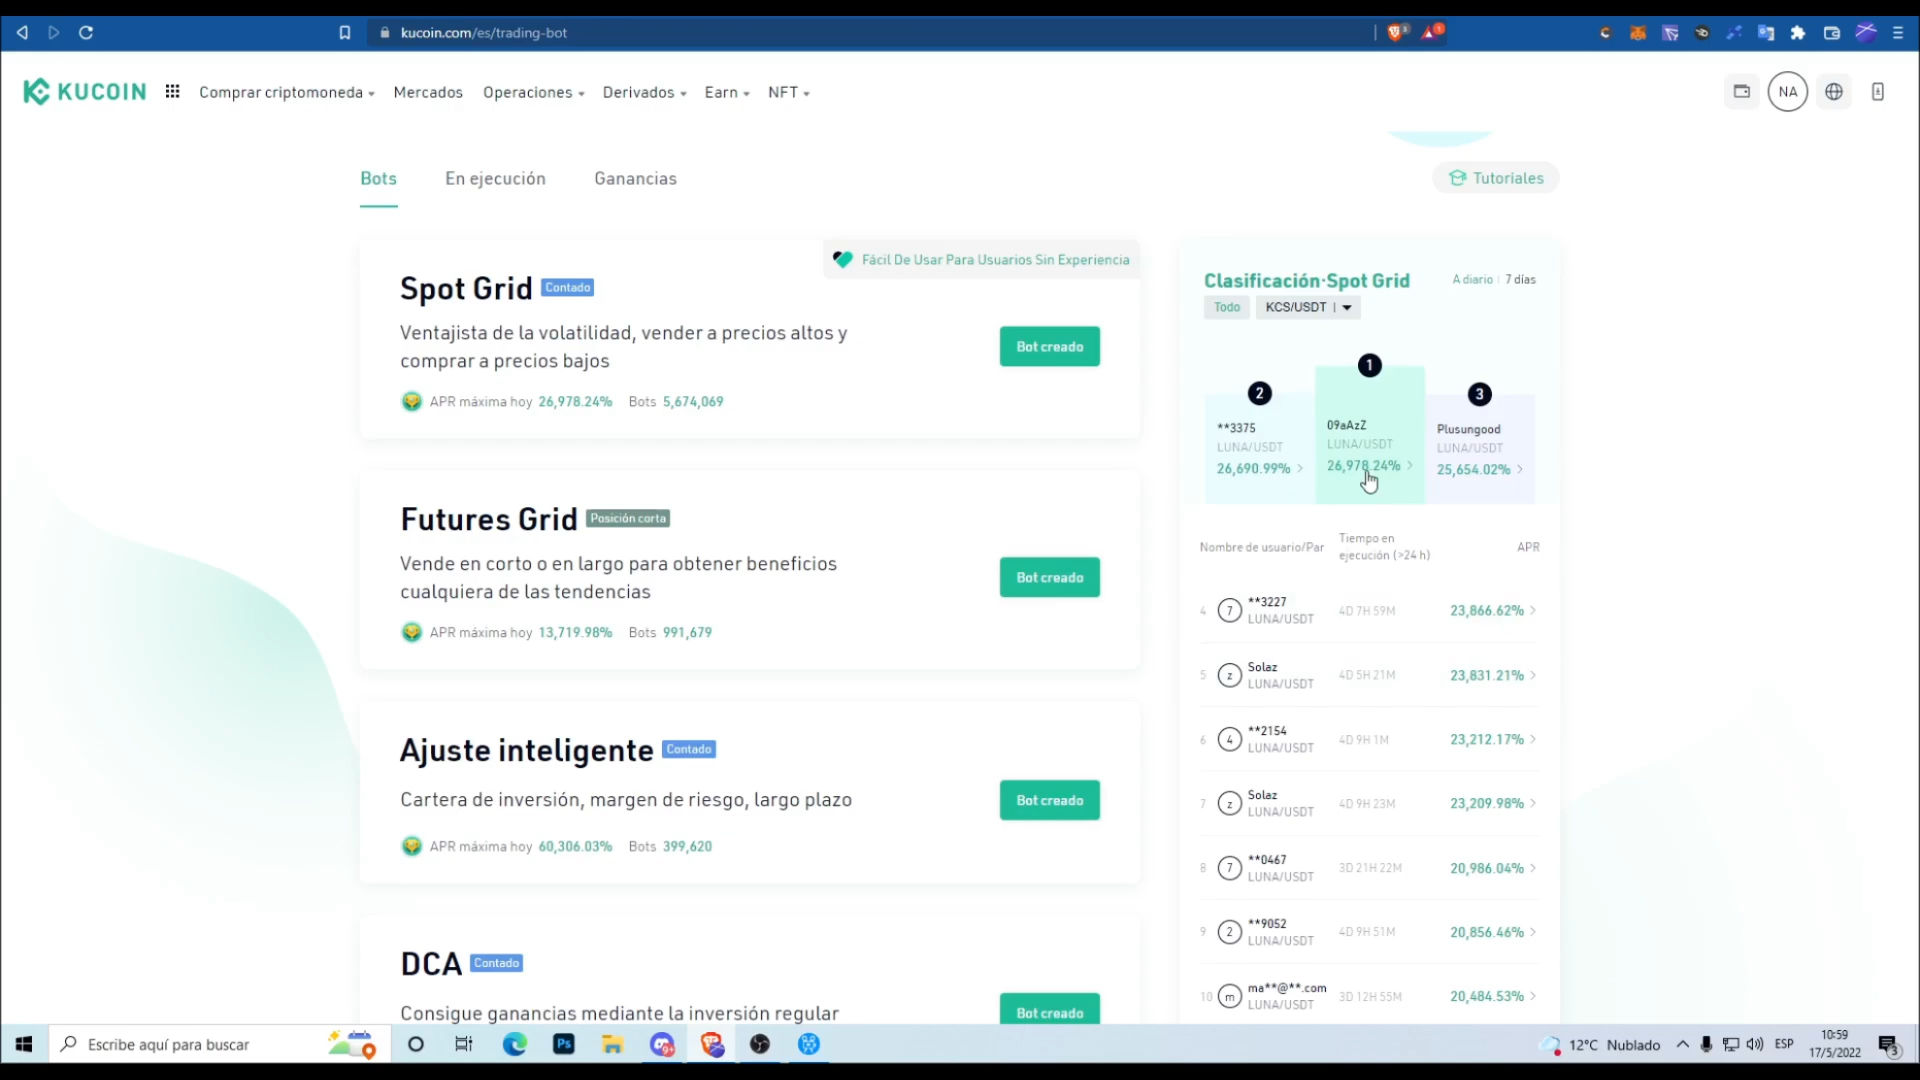 kucoin.com/es/trading-bot
KUCOIN
Comprar criptomoneda
Mercados
Operaciones
Derivados
Earn
NFT
NA
Bots
En ejecución
Ganancias
Tutoriales
Fácil De Usar Para Usuarios Sin Experiencia
Spot Grid Contado
Ventajista de la volatilidad, vender a precios altos y
comprar a precios bajos
Bot creado
APR máxima hoy 26,978.24% Bots 5,674,069
Futures Grid Posición corta
Vende en corto o en largo para obtener beneficios
cualquiera de las tendencias
Bot creado
APR máxima hoy 13,719.98% Bots 991,679
Ajuste inteligente Contado
Cartera de inversión, margen de riesgo, largo plazo
Bot creado
APR máxima hoy 60,306.03% Bots 399,620
DCA Contado
Consigue ganancias mediante la inversión regular
Bot creado
Clasificación·Spot Grid
A diario | 7 días
Todo
KCS/USDT |
2
**3375
LUNA/USDT
26,690.99% >
1
09aAzZ
LUNA/USDT
26,978.24% >
3
Plusungood
LUNA/USDT
25,654.02% >
Nombre de usuario/Par
Tiempo en
ejecución (>24 h)
APR
4 7 **3227
LUNA/USDT
4D 7H 59M
23,866.62% >
5 z Solaz
LUNA/USDT
4D 5H 21M
23,831.21% >
6 4 **2154
LUNA/USDT
4D 9H 1M
23,212.17% >
7 z Solaz
LUNA/USDT
4D 9H 23M
23,209.98% >
8 7 **0467
LUNA/USDT
3D 21H 22M
20,986.04% >
9 2 **9052
LUNA/USDT
4D 9H 51M
20,856.46% >
10 m ma**@**.com
LUNA/USDT
3D 12H 55M
20,484.53% >
Escribe aquí para buscar
Ps
12°C Nublado
ESP
10:59
17/5/2022
3